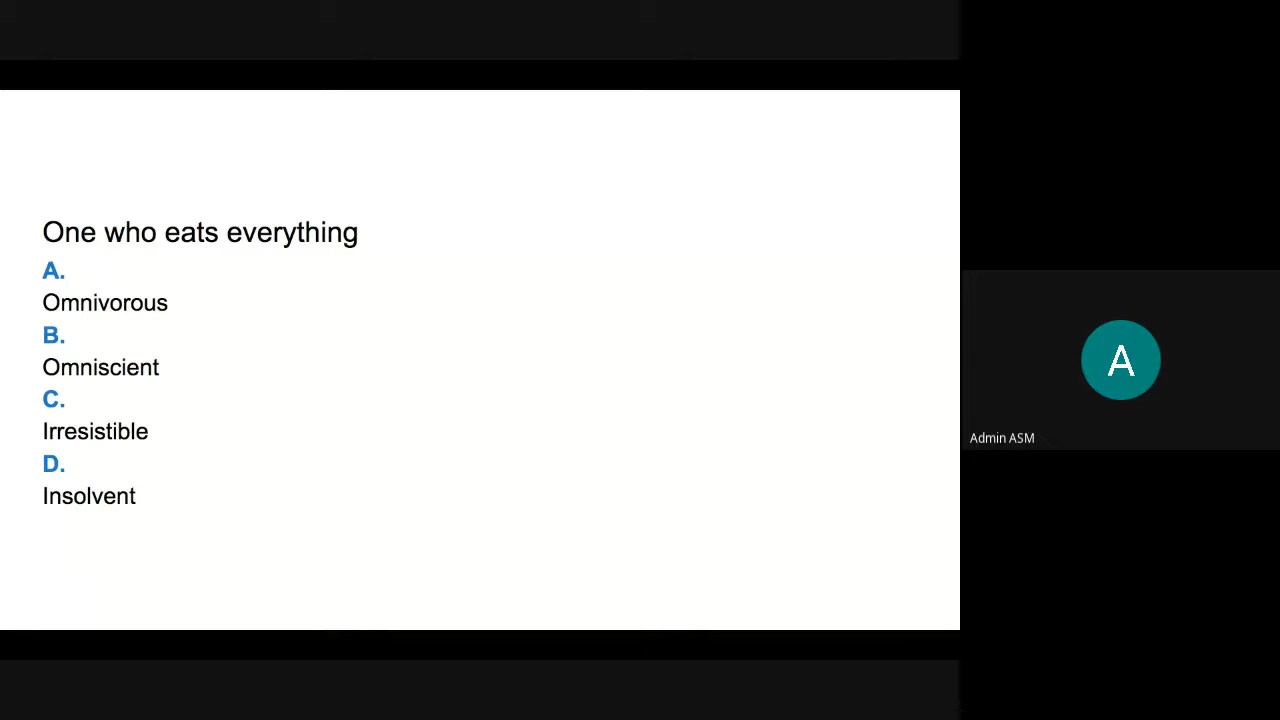 One who eats everything
A.
Omnivorous
B.
Omniscient
C.
Irresistible
D.
Insolvent
A
Admin ASM